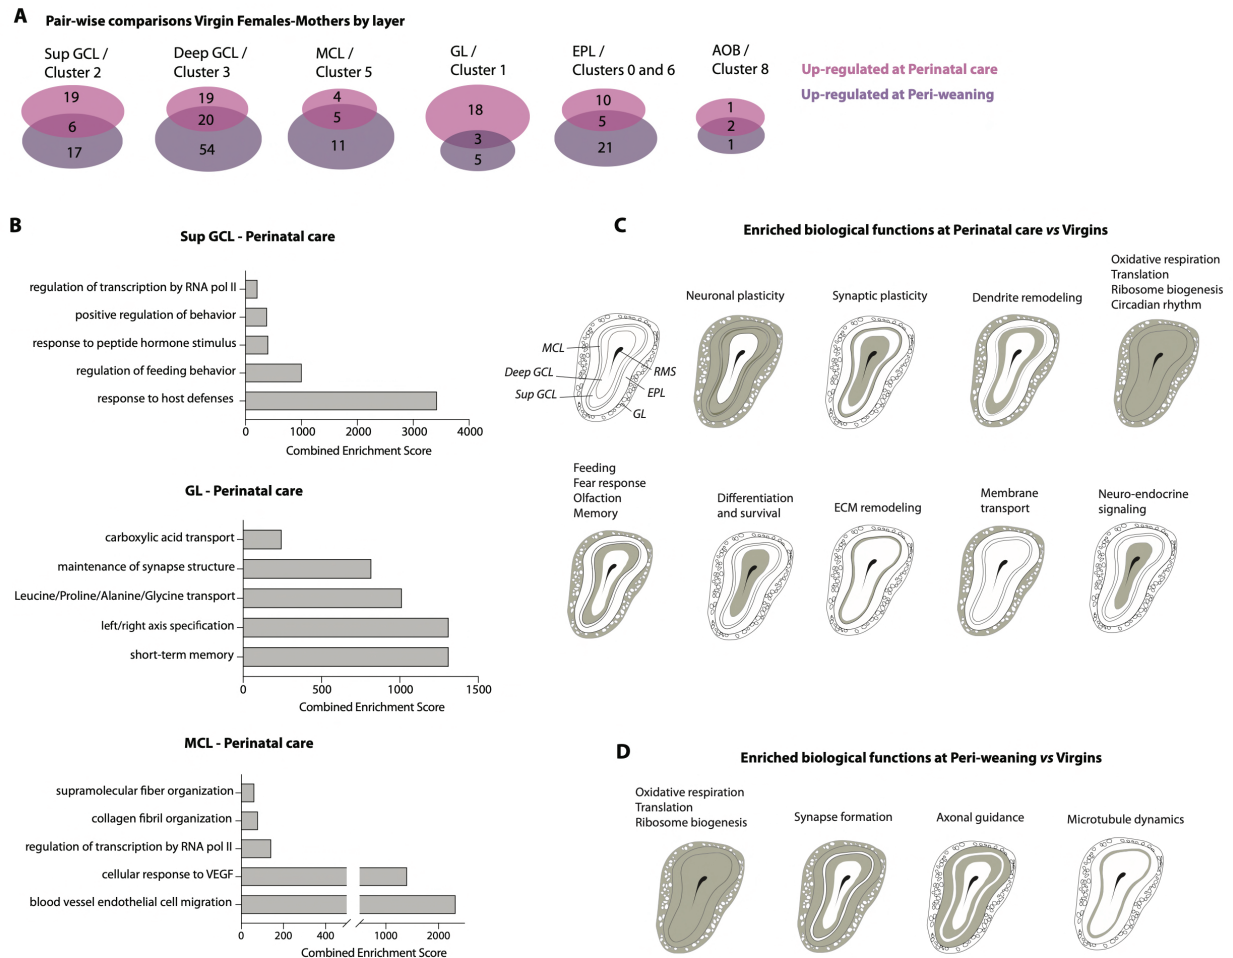 A
Pair-wise comparisons Virgin Females-Mothers by layer
Sup GCL /
Cluster 2
Deep GCL /
Cluster 3
MCL /
Cluster 5
GL /
Cluster 1
EPL /
Clusters 0 and 6
AOB /
Cluster 8
Up-regulated at Perinatal care
Up-regulated at Peri-weaning
19
6
17
19
20
54
4
5
11
18
3
5
10
5
21
1
2
1
B
Sup GCL - Perinatal care
regulation of transcription by RNA pol II
positive regulation of behavior
response to peptide hormone stimulus
regulation of feeding behavior
response to host defenses
0 1000 2000 3000 4000
Combined Enrichment Score
GL - Perinatal care
carboxylic acid transport
maintenance of synapse structure
Leucine/Proline/Alanine/Glycine transport
left/right axis specification
short-term memory
0 500 1000 1500
Combined Enrichment Score
MCL - Perinatal care
supramolecular fiber organization
collagen fibril organization
regulation of transcription by RNA pol II
cellular response to VEGF
blood vessel endothelial cell migration
0 200 400 1000 2000
Combined Enrichment Score
C
Enriched biological functions at Perinatal care vs Virgins
MCL
Deep GCL
Sup GCL
RMS
EPL
GL
Neuronal plasticity
Synaptic plasticity
Dendrite remodeling
Oxidative respiration
Translation
Ribosome biogenesis
Circadian rhythm
Feeding
Fear response
Olfaction
Memory
Differentiation
and survival
ECM remodeling
Membrane
transport
Neuro-endocrine
signaling
D
Enriched biological functions at Peri-weaning vs Virgins
Oxidative respiration
Translation
Ribosome biogenesis
Synapse formation
Axonal guidance
Microtubule dynamics